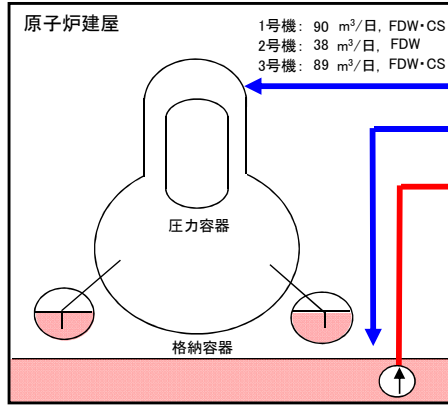 原子炉建屋
1号機: 90 m³/日, FDW・CS
2号機: 38 m³/日, FDW
3号機: 89 m³/日, FDW・CS
圧力容器
格納容器